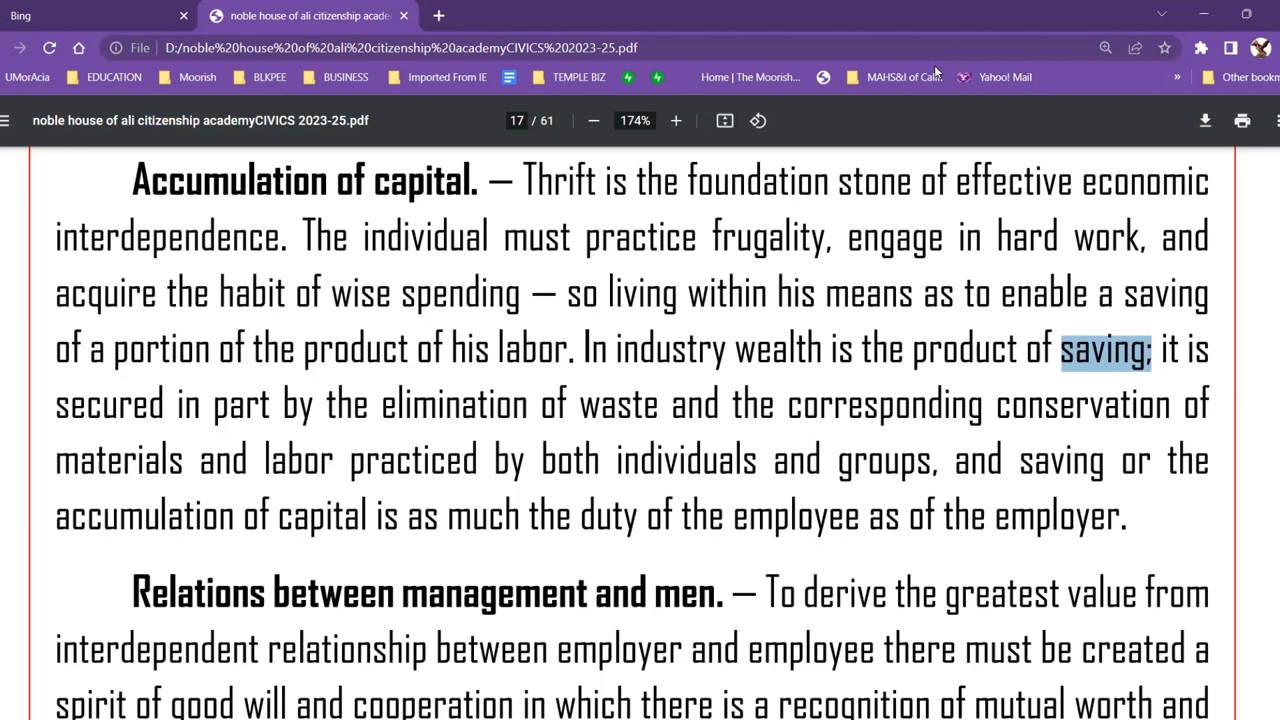 Bing
noble house of ali citizenship acade
File D:/noble%20house%20of%20ali%20citizenship%20academyCIVICS%202023-25.pdf
UMorAcia EDUCATION Moorish BLKPEE BUSINESS Imported From IE TEMPLE BIZ Home | The Moorish... MAHS&I of Yahoo! Mail » Other bookm
noble house of ali citizenship academyCIVICS 2023-25.pdf 17 / 61 — 174% +
Accumulation of capital. — Thrift is the foundation stone of effective economic
interdependence. The individual must practice frugality, engage in hard work, and
acquire the habit of wise spending — so living within his means as to enable a saving
of a portion of the product of his labor. In industry wealth is the product of saving; it is
secured in part by the elimination of waste and the corresponding conservation of
materials and labor practiced by both individuals and groups, and saving or the
accumulation of capital is as much the duty of the employee as of the employer.
Relations between management and men. — To derive the greatest value from
interdependent relationship between employer and employee there must be created a
spirit of good will and cooperation in which there is a recognition of mutual worth and